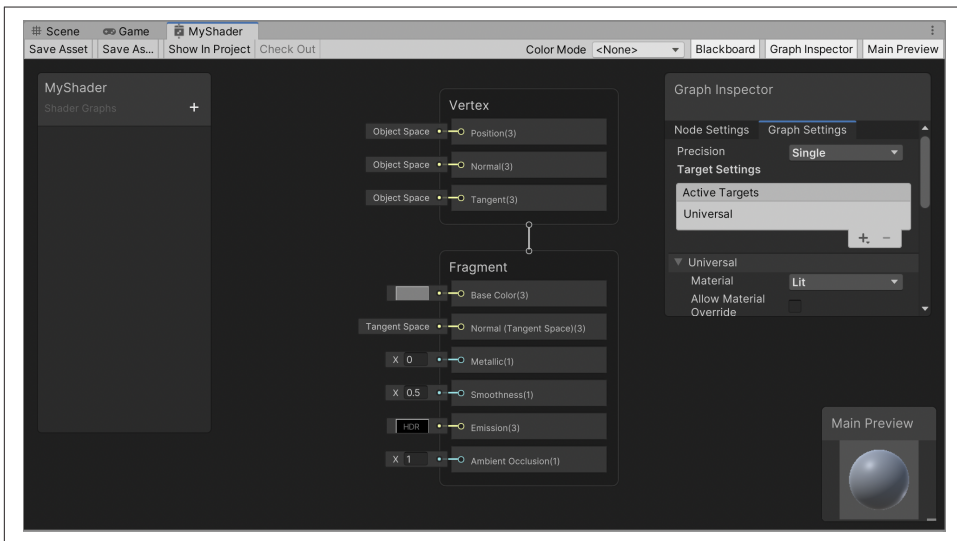 Scene Game MyShader
Save Asset Save As... Show In Project Check Out Color Mode <None> Blackboard Graph Inspector Main Preview
MyShader
Shader Graphs +
Vertex
Object Space Position(3)
Object Space Normal(3)
Object Space Tangent(3)
Fragment
Base Color(3)
Tangent Space Normal (Tangent Space)(3)
X 0 Metallic(1)
X 0.5 Smoothness(1)
HDR Emission(3)
X 1 Ambient Occlusion(1)
Graph Inspector
Node Settings Graph Settings
Precision Single
Target Settings
Active Targets
Universal
+ −
Universal
Material Lit
Allow Material
Override
Main Preview